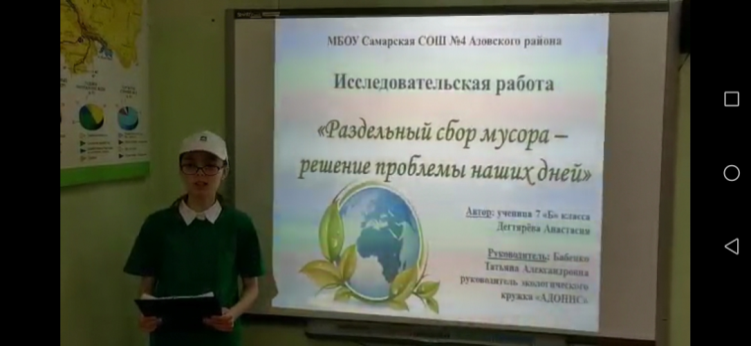 МБОУ Самарская СОШ №4 Азовского района
Исследовательская работа
«Раздельный сбор мусора –
решение проблемы наших дней»
Автор: ученица 7 «Б» класса
Дегтярёва Анастасия
Руководитель: Бабенко
Татьяна Александровна
руководитель экологического
кружка «АДОНИС»